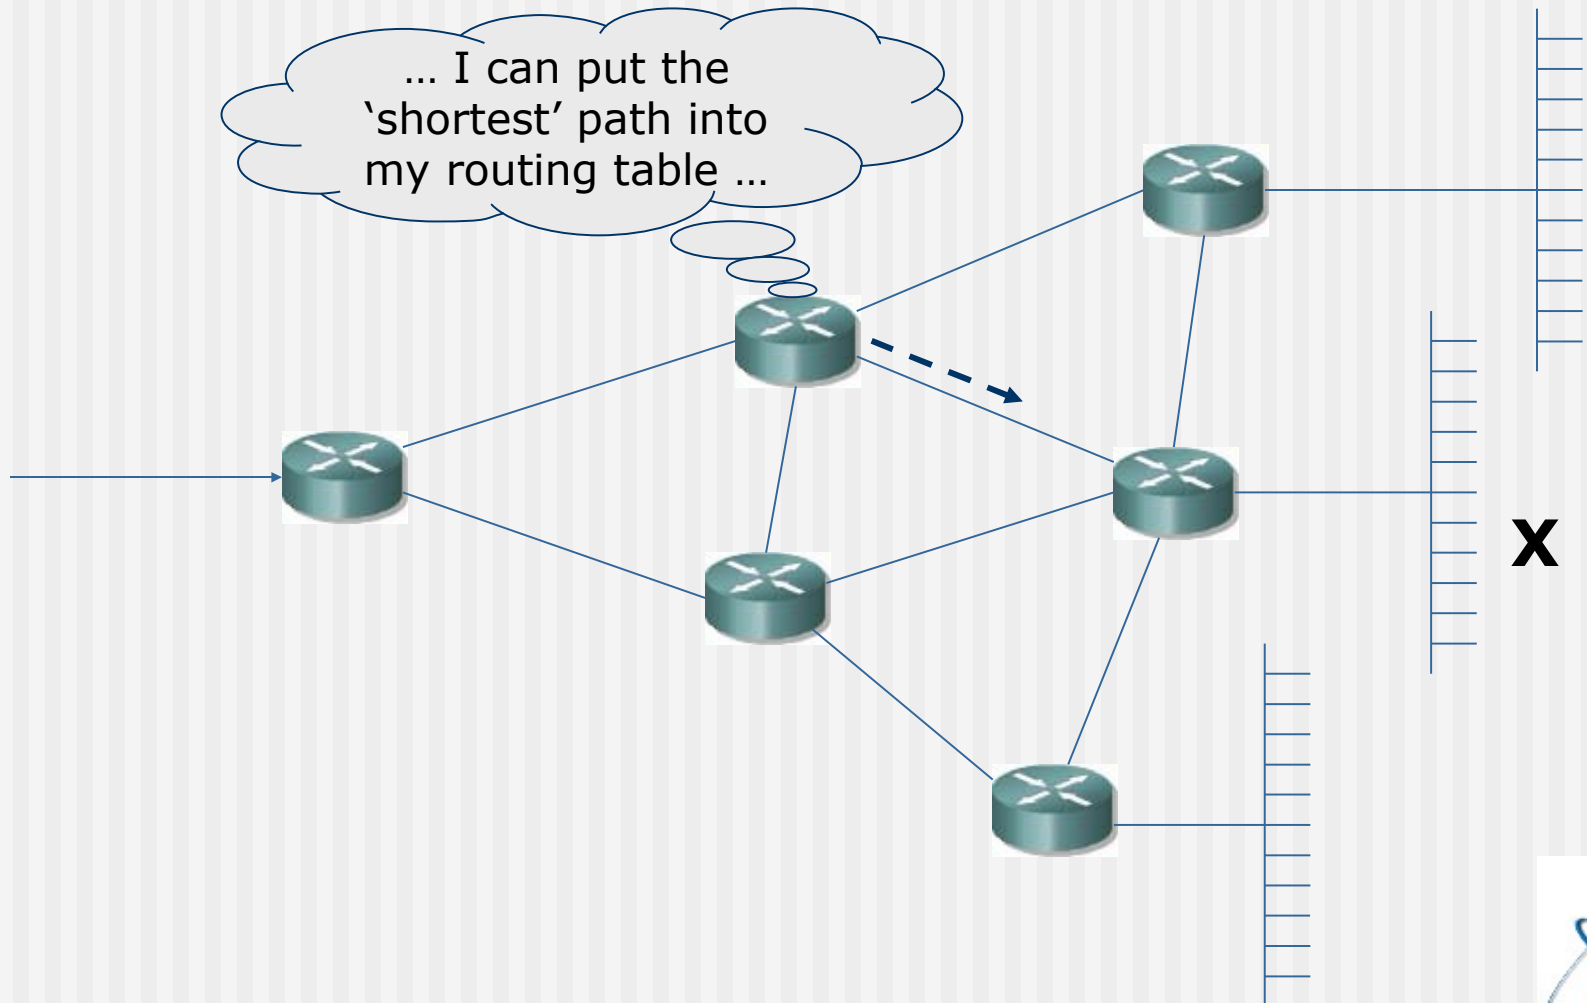 … I can put the
‘shortest’ path into
my routing table …
X